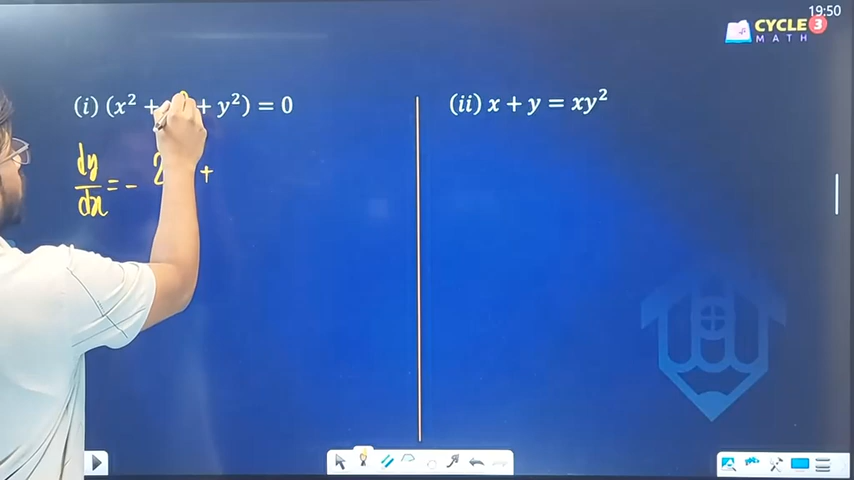 19:50
CYCLE 3
MATH
(i) (x² + + y²) = 0
(ii) x + y = xy²
dy/dx = - 2 +